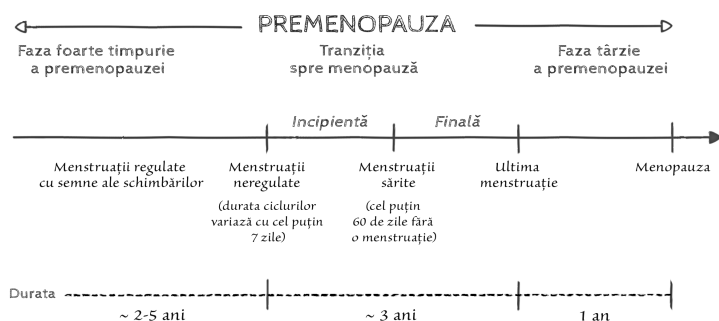 PREMENOPAUZA
Faza foarte timpurie
a premenopauzei
Tranziția
spre menopauză
Faza târzie
a premenopauzei
Incipientă
Finală
Menstruații regulate
cu semne ale schimbărilor
Menstruații
neregulate
(durata ciclurilor
variază cu cel puțin
7 zile)
Menstruații
sărite
(cel puțin
60 de zile fără
o menstruație)
Ultima
menstruație
Menopauza
Durata
~ 2-5 ani
~ 3 ani
1 an